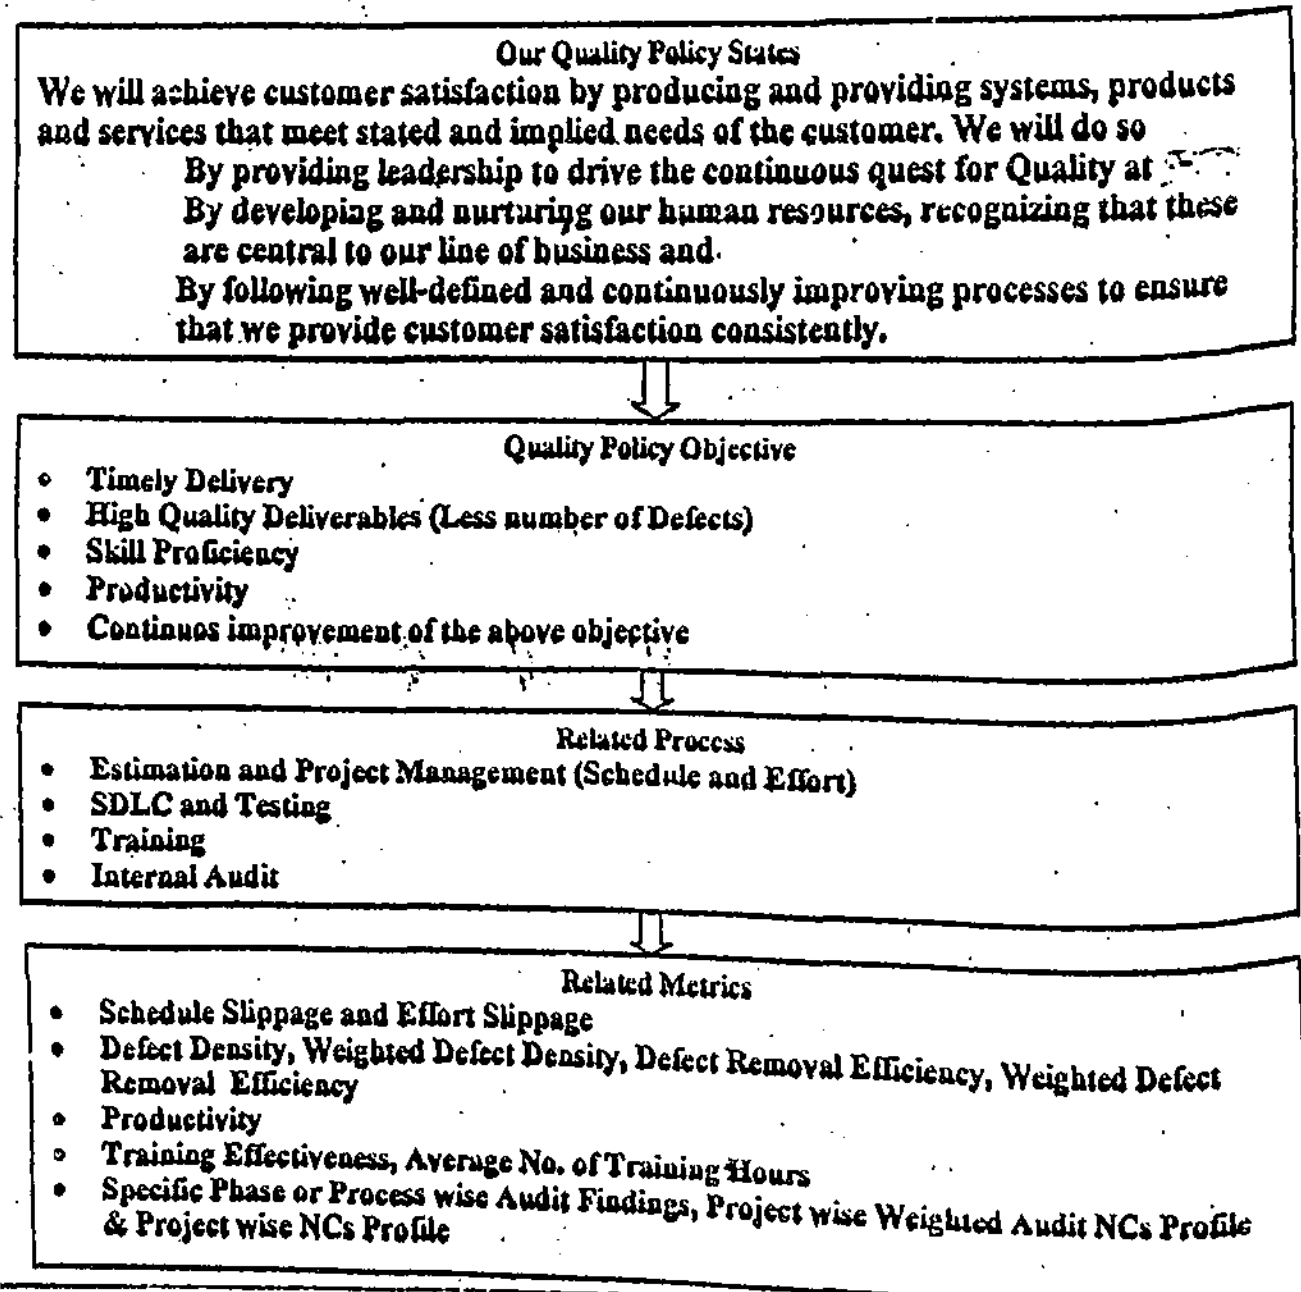 Our Quality Policy States
We will achieve customer satisfaction by producing and providing systems, products
and services that meet stated and implied needs of the customer. We will do so
By providing leadership to drive the continuous quest for Quality at
By developing and nurturing our human resources, recognizing that these
are central to our line of business and
By following well-defined and continuously improving processes to ensure
that we provide customer satisfaction consistently.
Quality Policy Objective
Timely Delivery
High Quality Deliverables (Less number of Defects)
Skill Proficiency
Productivity
Continuos improvement of the above objective
Related Process
Estimation and Project Management (Schedule and Effort)
SDLC and Testing
Training
Internal Audit
Related Metrics
Schedule Slippage and Effort Slippage
Defect Density, Weighted Defect Density, Defect Removal Efficiency, Weighted Defect
Removal Efficiency
Productivity
Training Effectiveness, Average No. of Training Hours
Specific Phase or Process wise Audit Findings, Project wise Weighted Audit NCs Profile
& Project wise NCs Profile